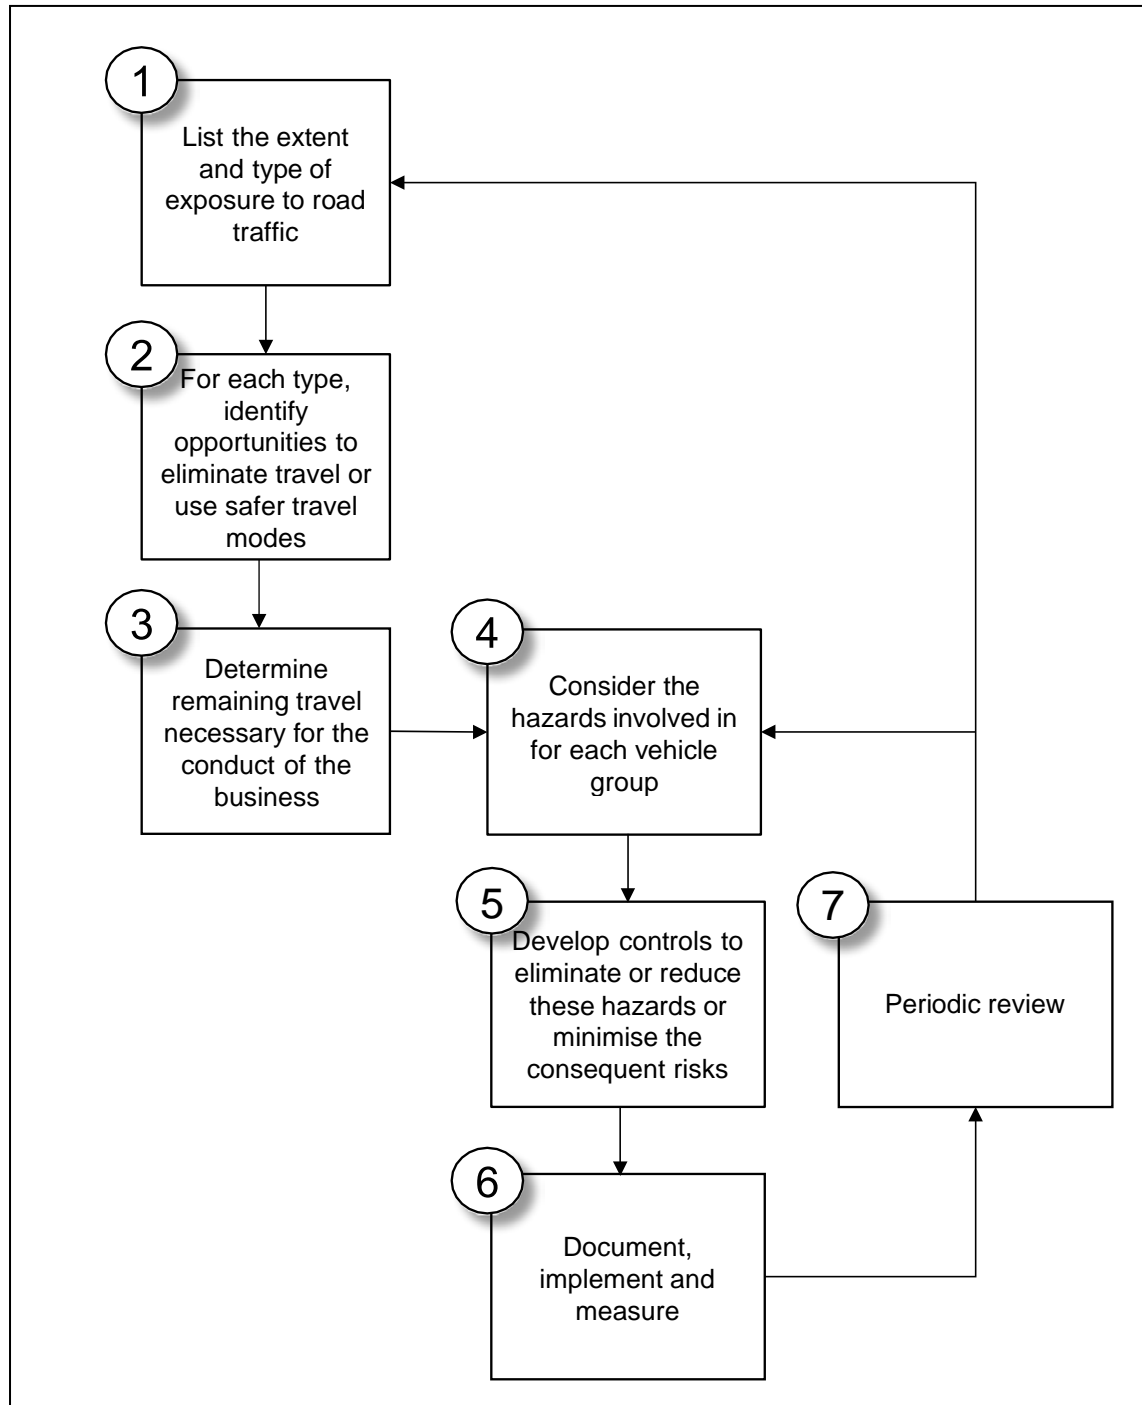 1
List the extent
and type of
exposure to road
traffic
2
For each type,
identify
opportunities to
eliminate travel or
use safer travel
modes
3
Determine
remaining travel
necessary for the
conduct of the
business
4
Consider the
hazards involved in
for each vehicle
group
5
Develop controls to
eliminate or reduce
these hazards or
minimise the
consequent risks
6
Document,
implement and
measure
7
Periodic review